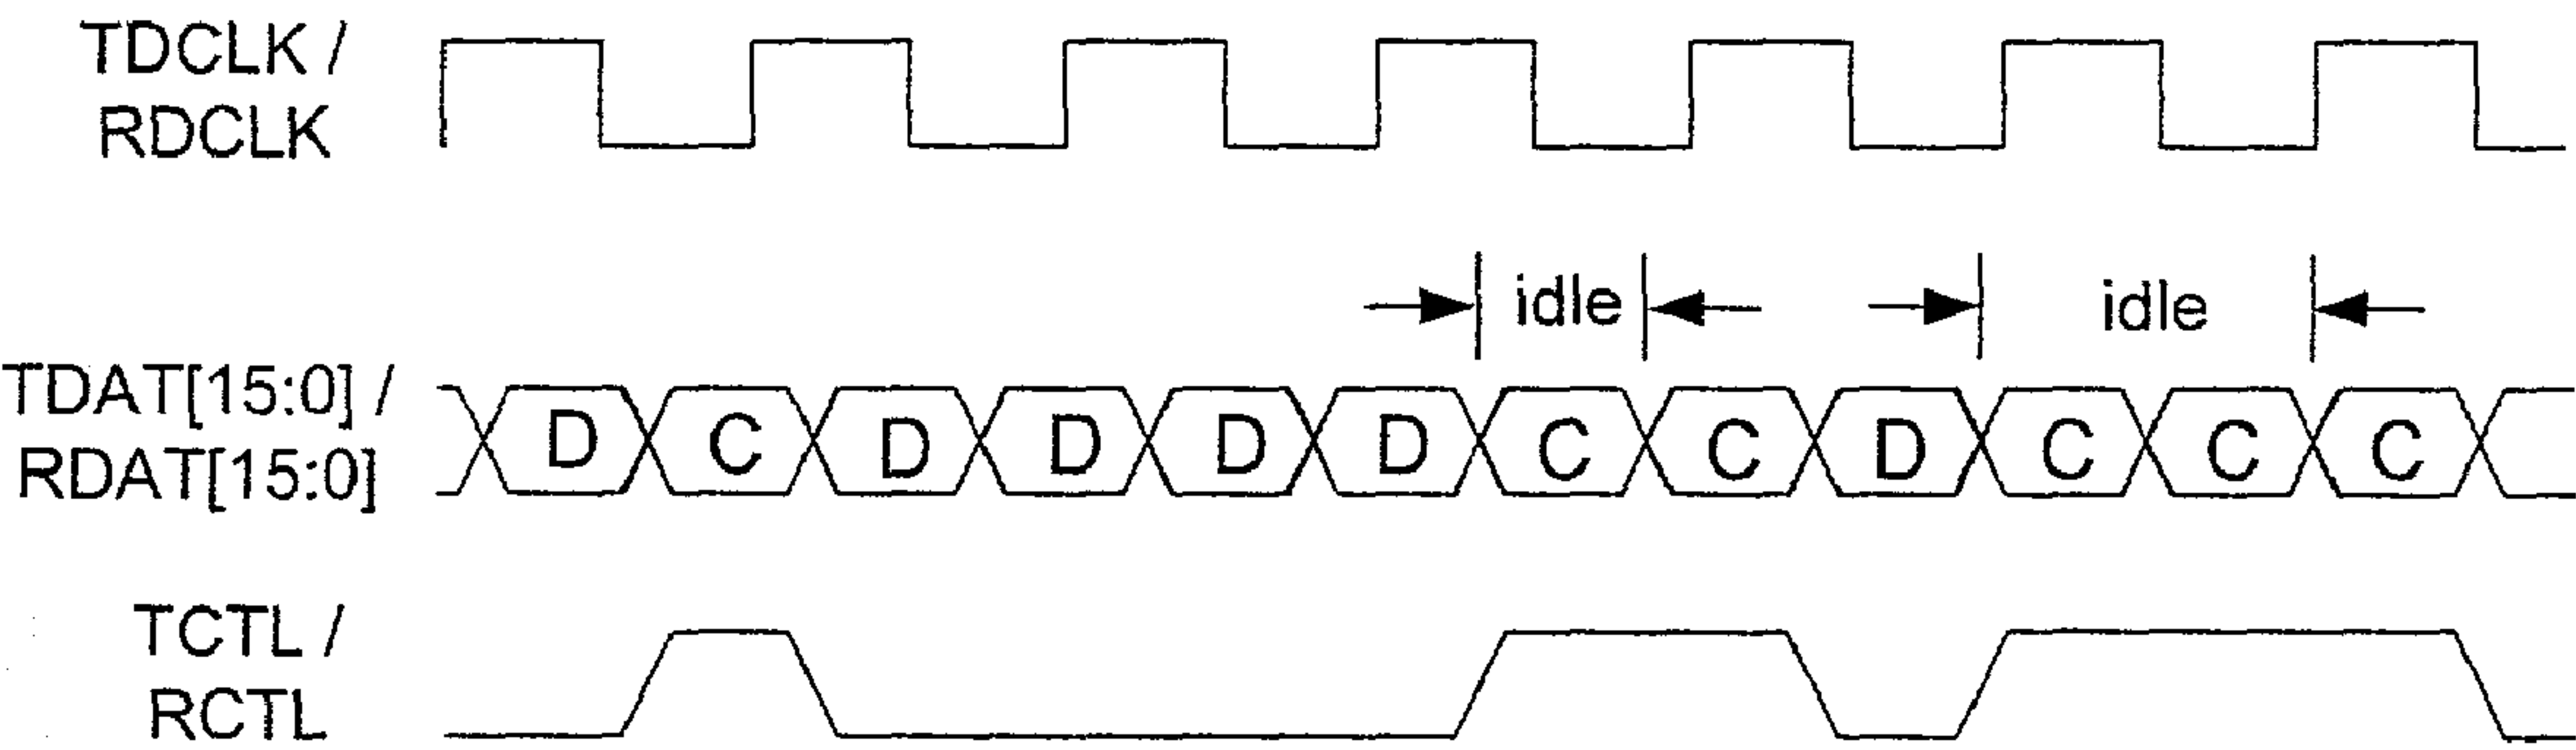 TDCLK /
RDCLK
idle idle
TDAT[15:0] /
RDAT[15:0]
D C D D D D C C D C C C
TCTL /
RCTL